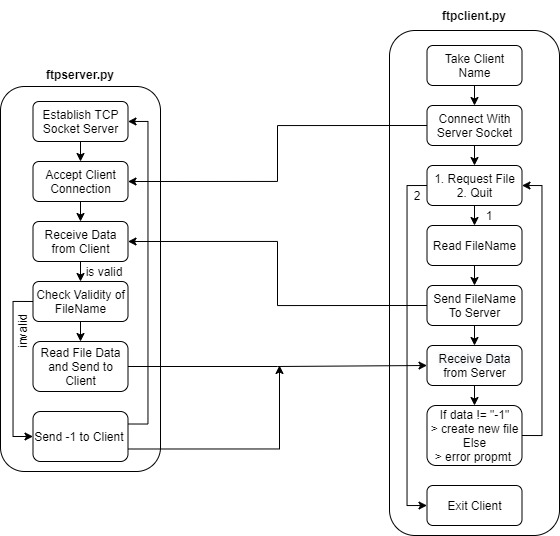 ftpserver.py
Establish TCP
Socket Server
Accept Client
Connection
Receive Data
from Client
is valid
Check Validity of
FileName
invalid
Read File Data
and Send to
Client
Send -1 to Client
ftpclient.py
Take Client
Name
Connect With
Server Socket
1. Request File
2. Quit
2
1
Read FileName
Send FileName
To Server
Receive Data
from Server
If data != "-1"
> create new file
Else
> error propmt
Exit Client